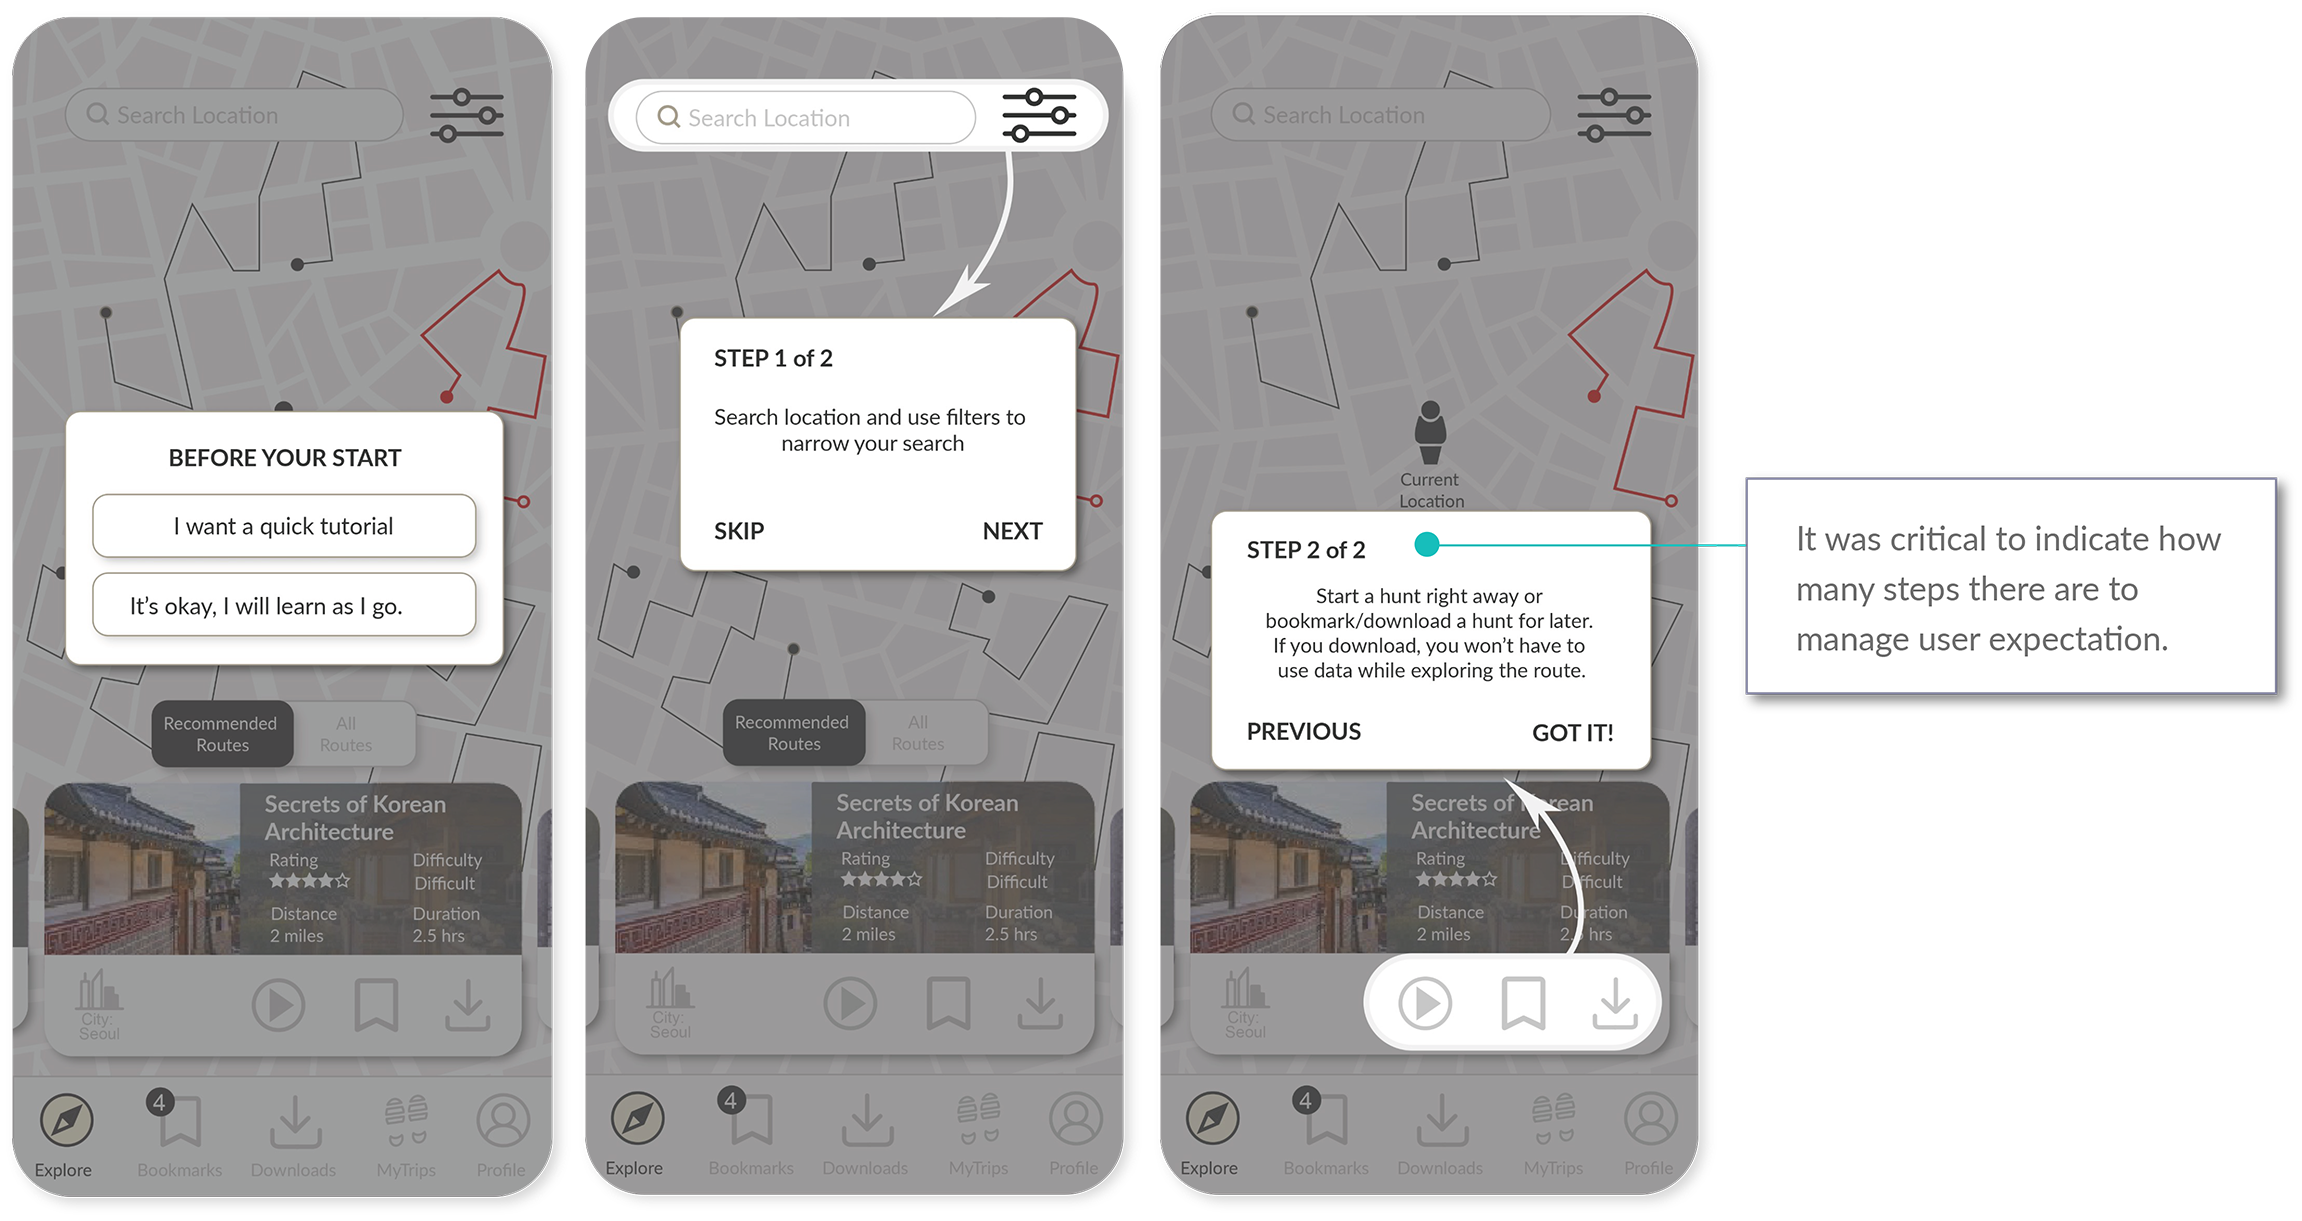 Search Location
BEFORE YOUR START
I want a quick tutorial
It's okay, I will learn as I go.
Recommended
Routes
All
Routes
Secrets of Korean
Architecture
Rating
Difficulty
Difficult
Distance
2 miles
Duration
2.5 hrs
City:
Seoul
4
Explore
Bookmarks
Downloads
MyTrips
Profile
Search Location
STEP 1 of 2
Search location and use filters to
narrow your search
SKIP
NEXT
Recommended
Routes
All
Routes
Secrets of Korean
Architecture
Rating
Difficulty
Difficult
Distance
2 miles
Duration
2.5 hrs
City:
Seoul
4
Explore
Bookmarks
Downloads
MyTrips
Profile
Search Location
Current
Location
STEP 2 of 2
Start a hunt right away or
bookmark/download a hunt for later.
If you download, you won't have to
use data while exploring the route.
PREVIOUS
GOT IT!
Secrets of Korean
Architecture
Rating
Difficulty
Difficult
Distance
2 miles
Duration
2.5 hrs
City:
Seoul
4
Explore
Bookmarks
Downloads
MyTrips
Profile
It was critical to indicate how
many steps there are to
manage user expectation.